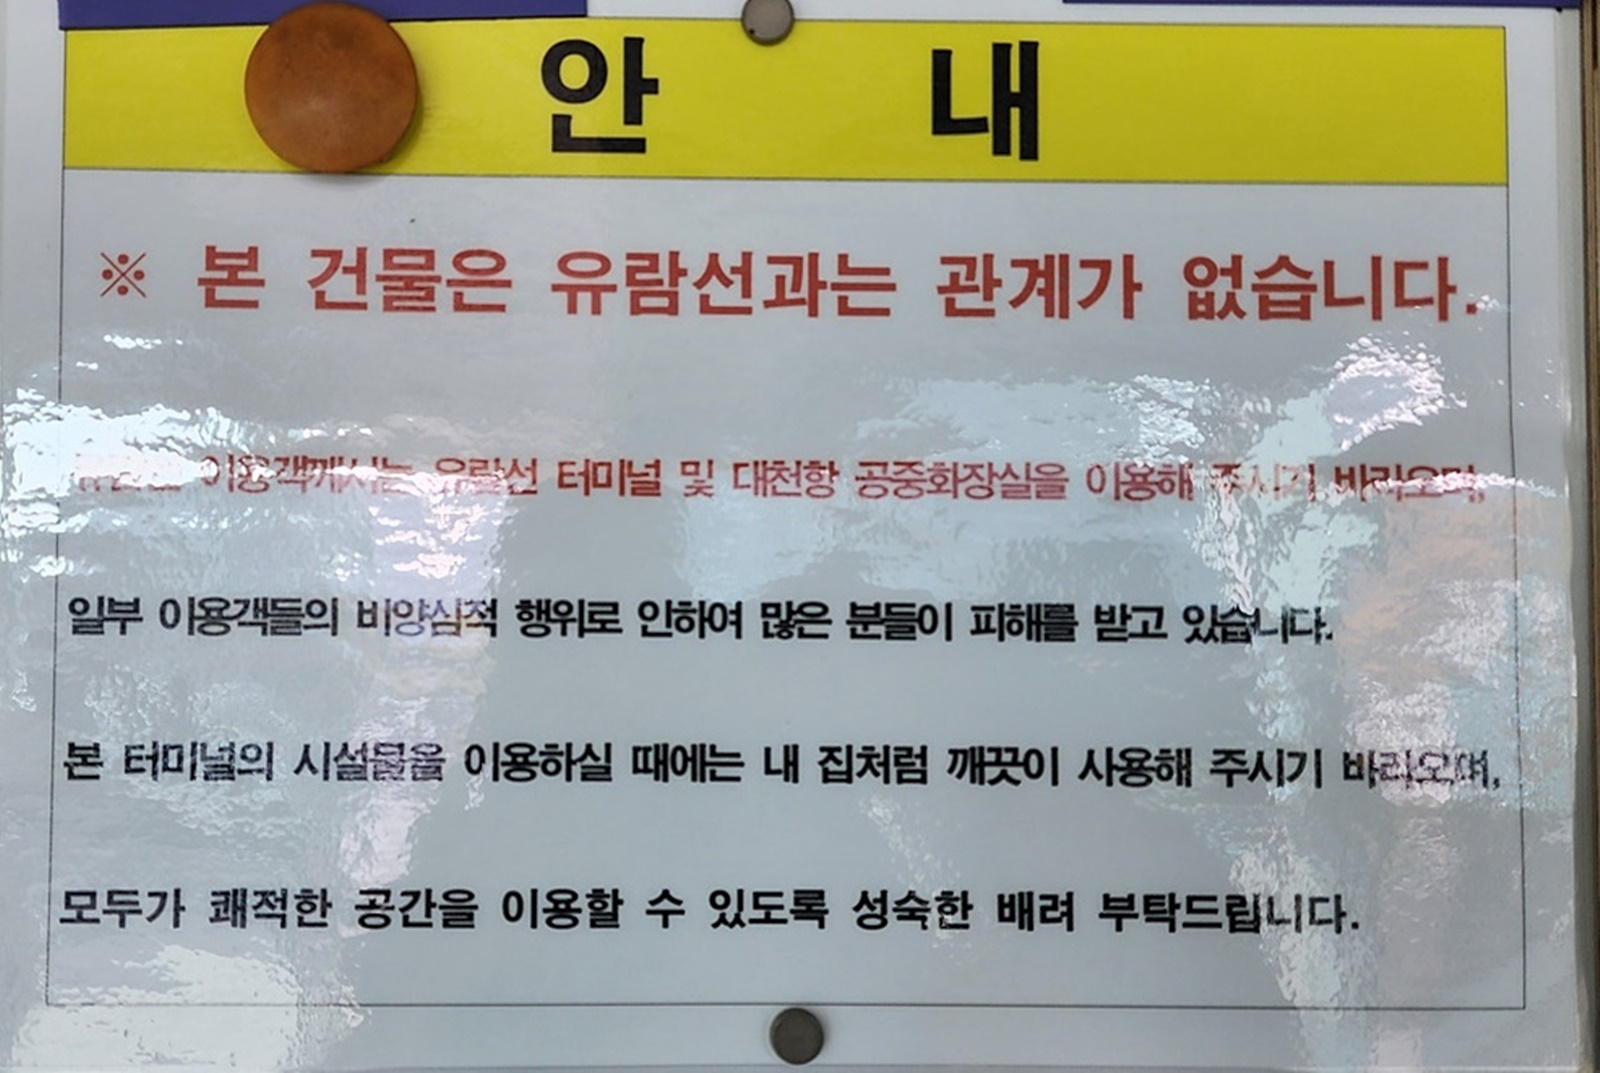 안 내
※ 본 건물은 유람선과는 관계가 없습니다.
유람선 이용객께서는 유람선 터미널 및 대천항 공중화장실을 이용해 주시기 바라오며,
일부 이용객들의 비양심적 행위로 인하여 많은 분들이 피해를 받고 있습니다.
본 터미널의 시설물을 이용하실 때에는 내 집처럼 깨끗이 사용해 주시기 바라오며,
모두가 쾌적한 공간을 이용할 수 있도록 성숙한 배려 부탁드립니다.